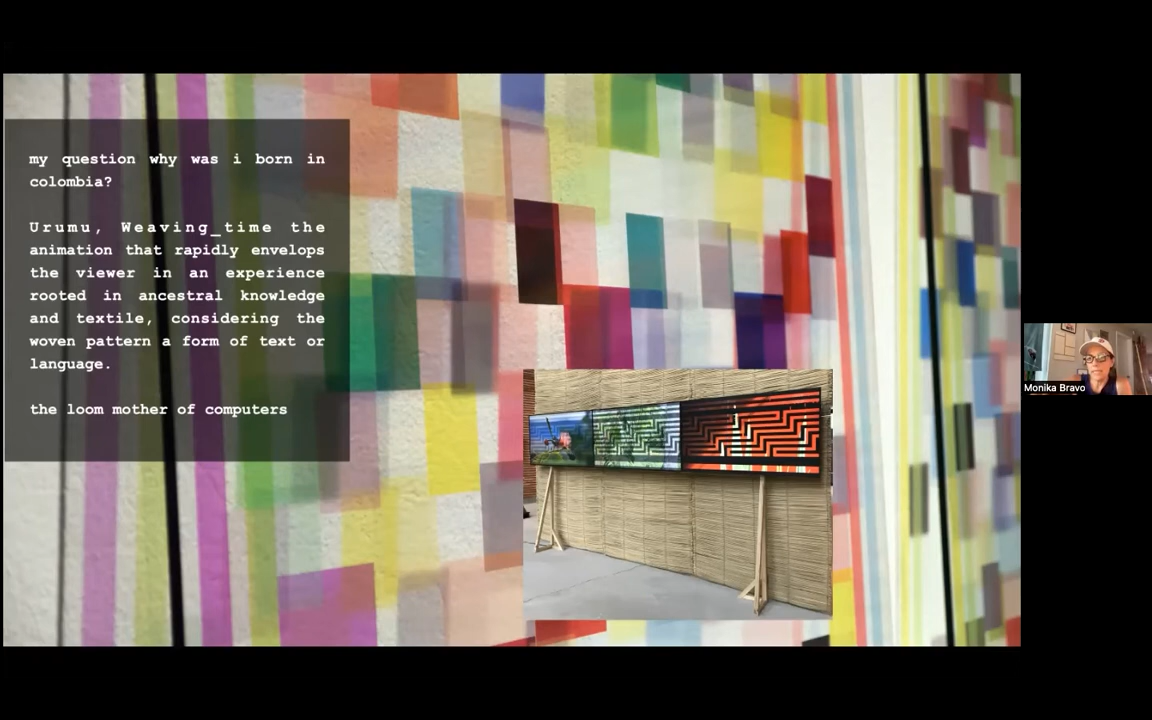 my question why was i born in
colombia?
Urumu, Weaving_time the
animation that rapidly envelops
the viewer in an experience
rooted in ancestral knowledge
and textile, considering the
woven pattern a form of text or
language.
the loom mother of computers
Monika Bravo